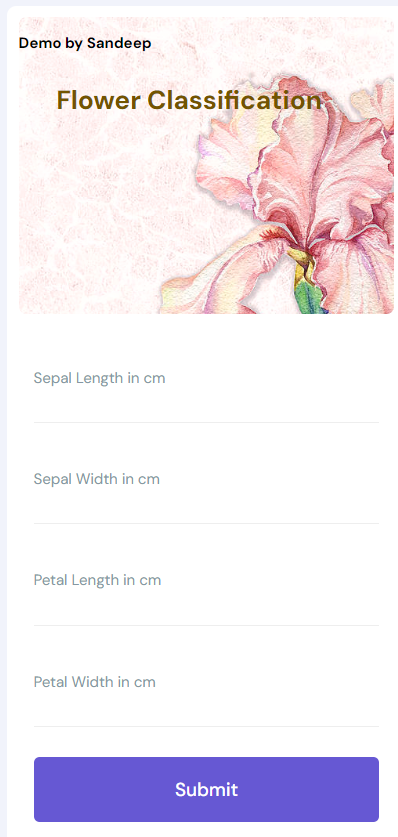 Demo by Sandeep
Flower Classification
Sepal Length in cm
Sepal Width in cm
Petal Length in cm
Petal Width in cm
Submit